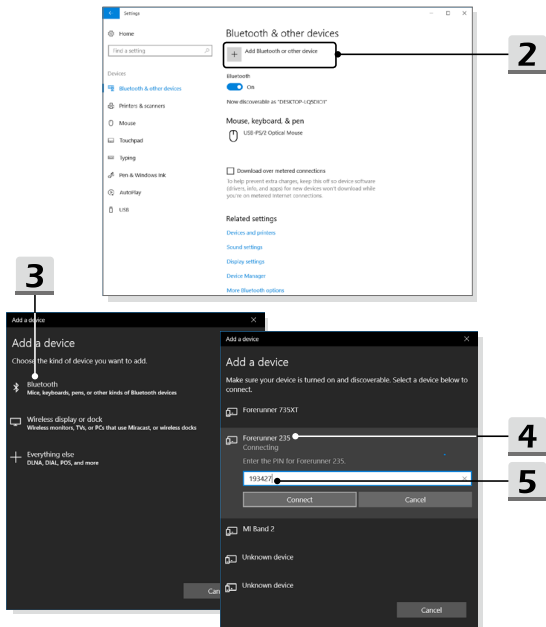 Settings
Home
Find a setting
Devices
Bluetooth & other devices
Printers & scanners
Mouse
Touchpad
Typing
Pen & Windows Ink
AutoPlay
USB
Bluetooth & other devices
Add Bluetooth or other device
2
Bluetooth
On
Now discoverable as "DESKTOP-UQSDIOT"
Mouse, keyboard, & pen
USB-PS/2 Optical Mouse
Download over metered connections
To help prevent extra charges, keep this off so device software
(drivers, info, and apps) for new devices won't download while
you're on metered Internet connections.
Related settings
Devices and printers
Sound settings
Display settings
Device Manager
More Bluetooth options
3
Add a device
Add a device
Choose the kind of device you want to add.
Bluetooth
Mice, keyboards, pens, or other kinds of Bluetooth devices
Wireless display or dock
Wireless monitors, TVs, or PCs that use Miracast, or wireless docks
Everything else
DLNA, DIAL, POS, and more
Add a device
Add a device
Make sure your device is turned on and discoverable. Select a device below to
connect.
Forerunner 735XT
Forerunner 235
4
Connecting
Enter the PIN for Forerunner 235.
193427
5
Connect
Cancel
MI Band 2
Unknown device
Unknown device
Cancel